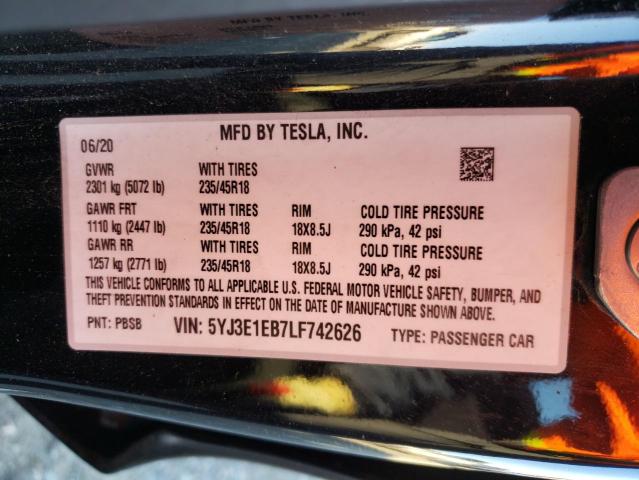 MFD BY TESLA, INC.
MFD BY TESLA, INC.
06/20
GVWR WITH TIRES
2301 kg (5072 lb) 235/45R18
GAWR FRT WITH TIRES RIM COLD TIRE PRESSURE
1110 kg (2447 lb) 235/45R18 18X8.5J 290 kPa, 42 psi
GAWR RR WITH TIRES RIM COLD TIRE PRESSURE
1257 kg (2771 lb) 235/45R18 18X8.5J 290 kPa, 42 psi
THIS VEHICLE CONFORMS TO ALL APPLICABLE U.S. FEDERAL MOTOR VEHICLE SAFETY, BUMPER, AND
THEFT PREVENTION STANDARDS IN EFFECT ON THE DATE OF MANUFACTURE SHOWN ABOVE.
PNT: PBSB VIN: 5YJ3E1EB7LF742626 TYPE: PASSENGER CAR